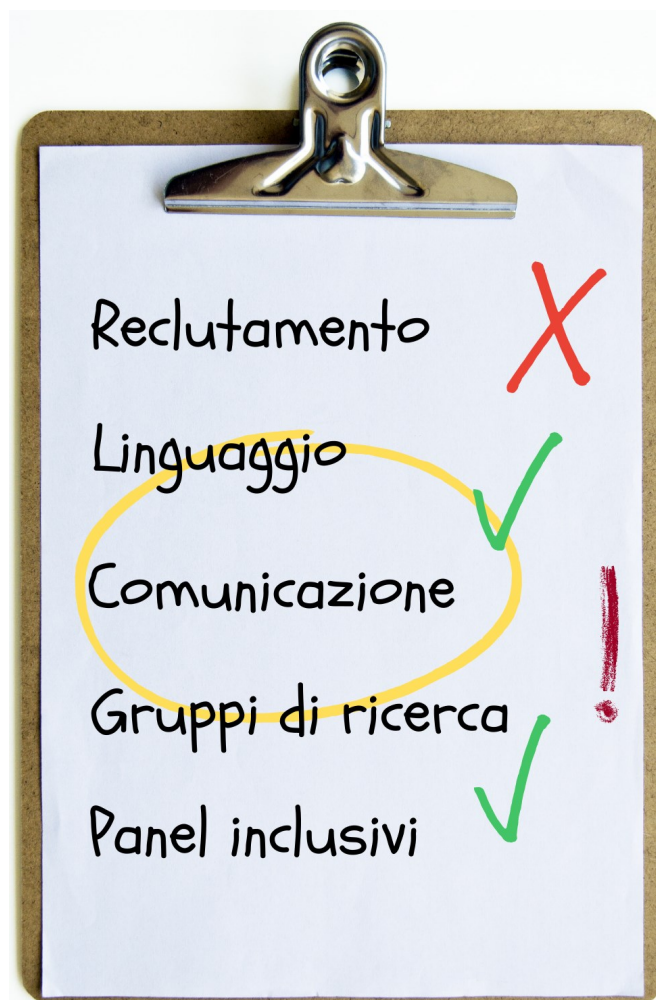 Reclutamento
Linguaggio
Comunicazione
Gruppi di ricerca
Panel inclusivi